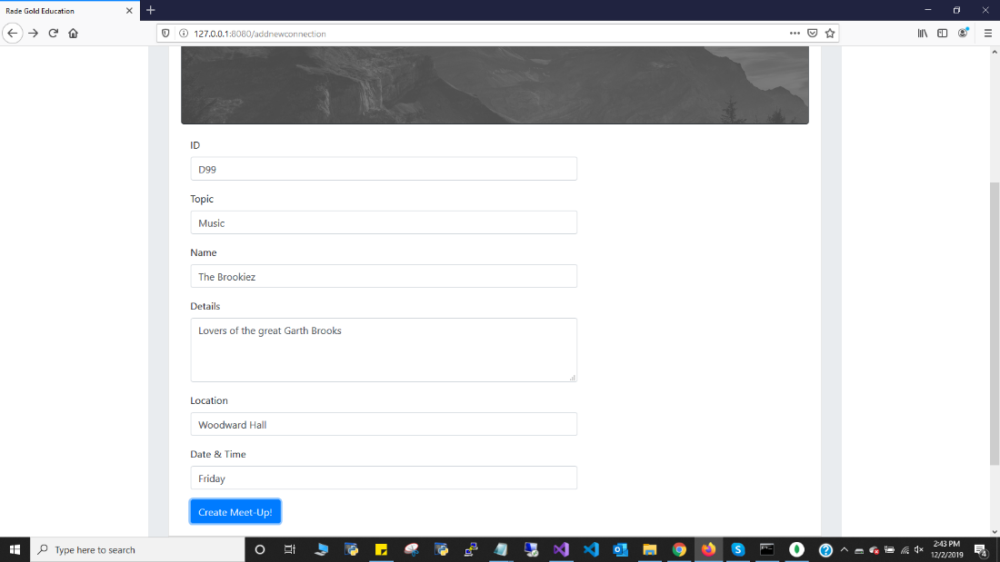 Rade Gold Education
127.0.0.1:8080/addnewconnection
ID
D99
Topic
Music
Name
The Brookiez
Details
Lovers of the great Garth Brooks
Location
Woodward Hall
Date & Time
Friday
Create Meet-Up!
Type here to search
2:43 PM
12/2/2019
4